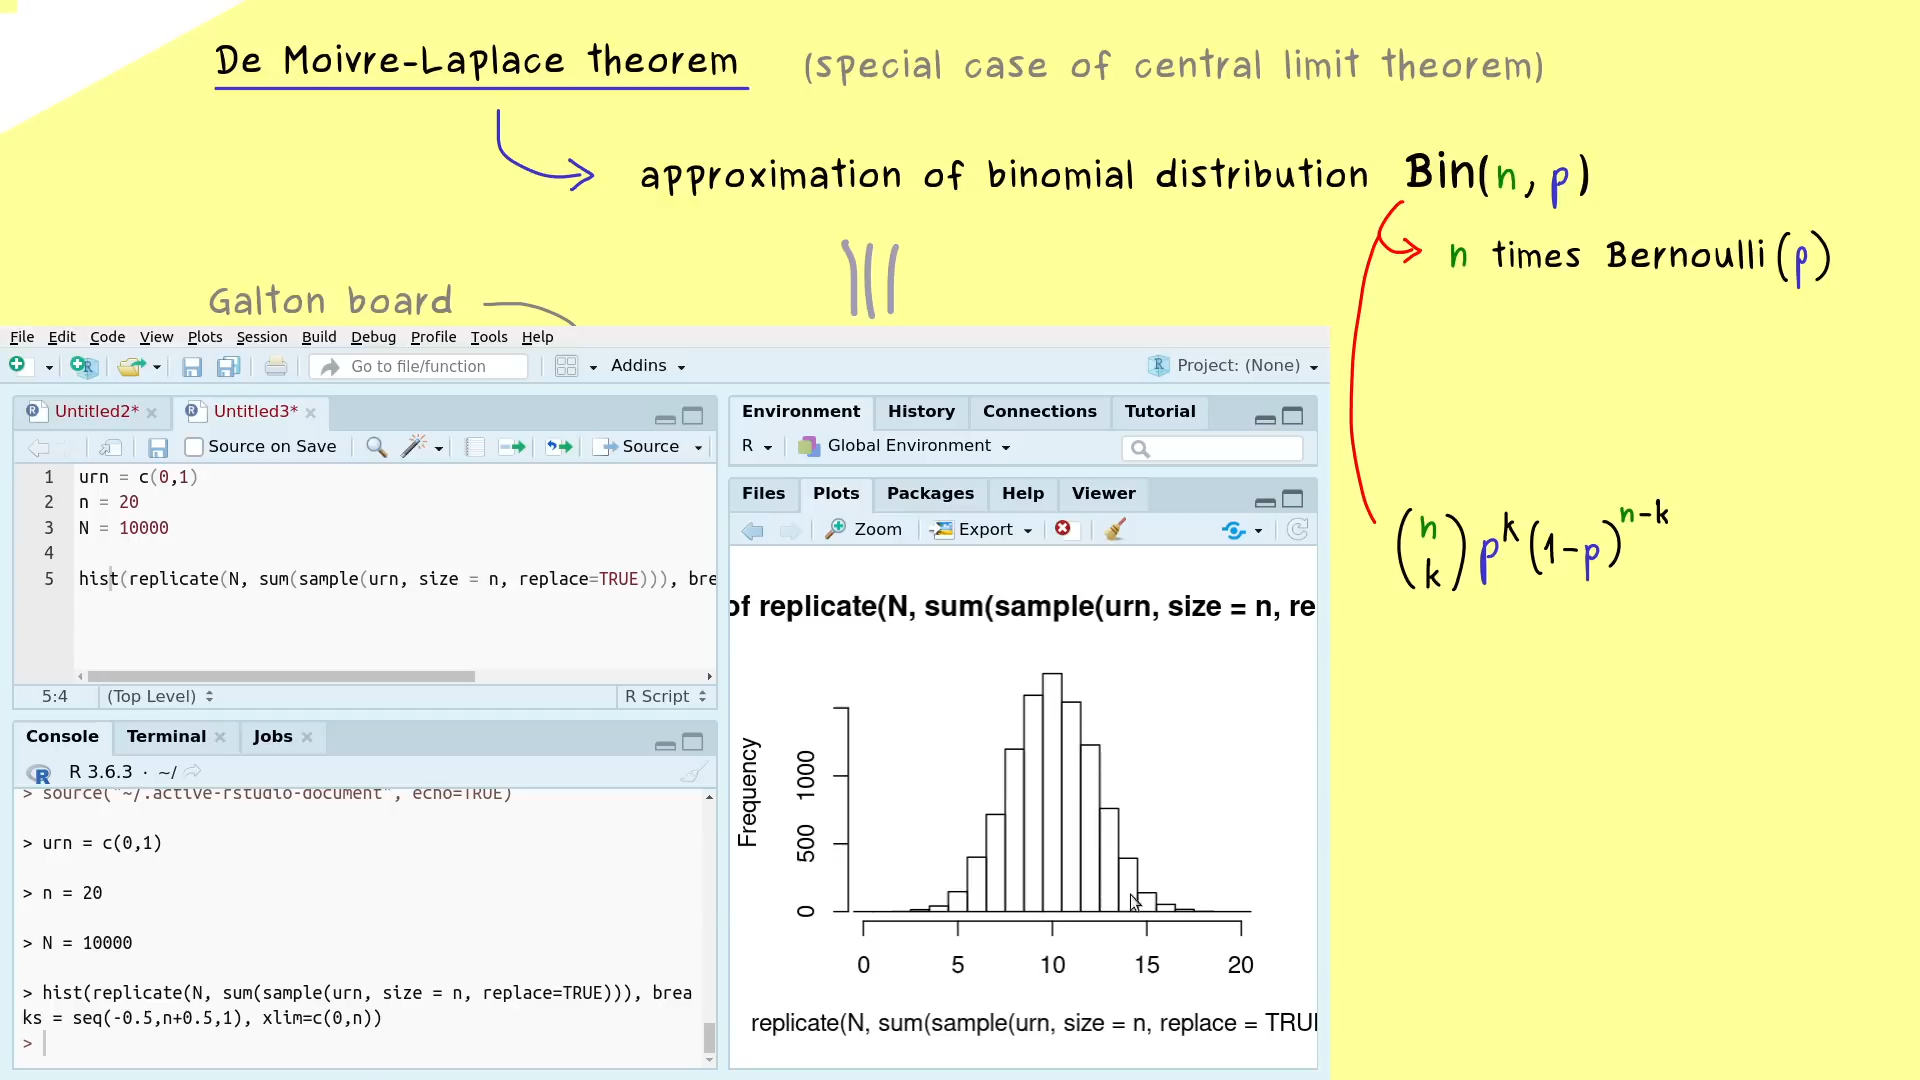 De Moivre-Laplace theorem (special case of central limit theorem)
approximation of binomial distribution Bin(n, p)
n times Bernoulli(p)
Galton board
File Edit Code View Plots Session Build Debug Profile Tools Help
Go to file/function Addins Project: (None)
Untitled2* Untitled3*
Source on Save Source
1 urn = c(0,1)
2 n = 20
3 N = 10000
4
5 hist(replicate(N, sum(sample(urn, size = n, replace=TRUE))), bre
5:4 (Top Level) R Script
Console Terminal Jobs
R 3.6.3 · ~/
> source("~/.active-rstudio-document", echo=TRUE)
> urn = c(0,1)
> n = 20
> N = 10000
> hist(replicate(N, sum(sample(urn, size = n, replace=TRUE))), brea
ks = seq(-0.5,n+0.5,1), xlim=c(0,n))
>
Environment History Connections Tutorial
R Global Environment
Files Plots Packages Help Viewer
Zoom Export
of replicate(N, sum(sample(urn, size = n, re
Frequency
0 500 1000
0 5 10 15 20
replicate(N, sum(sample(urn, size = n, replace = TRU
(n k) p^k (1-p)^n-k